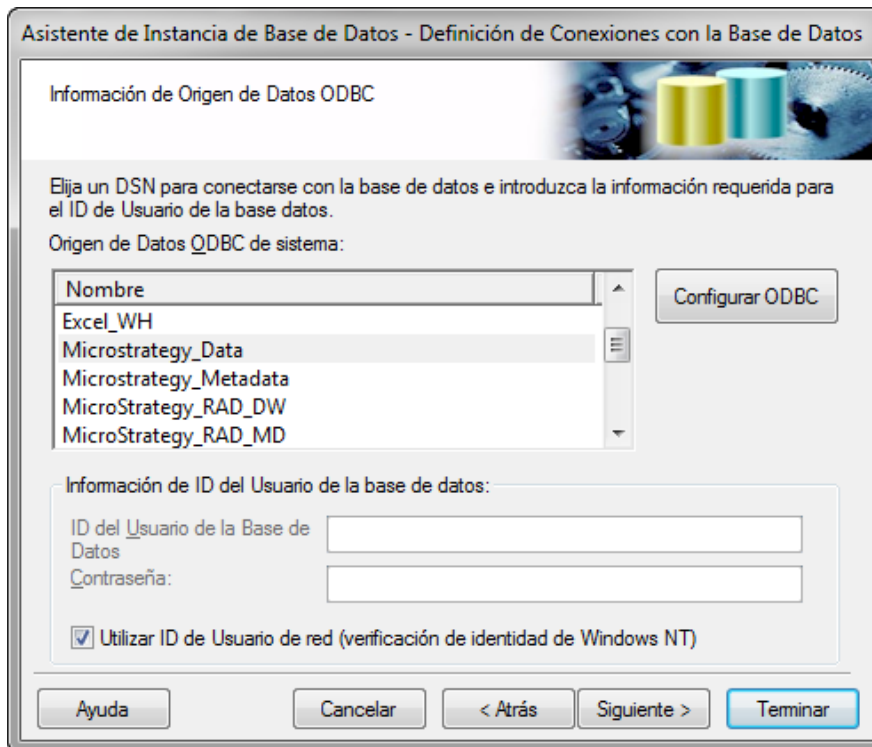 Asistente de Instancia de Base de Datos - Definición de Conexiones con la Base de Datos
Información de Origen de Datos ODBC
Elija un DSN para conectarse con la base de datos e introduzca la información requerida para
el ID de Usuario de la base datos.
Origen de Datos ODBC de sistema:
Nombre
Configurar ODBC
Excel_WH
Microstrategy_Data
Microstrategy_Metadata
MicroStrategy_RAD_DW
MicroStrategy_RAD_MD
Información de ID del Usuario de la base de datos:
ID del Usuario de la Base de
Datos
Contraseña:
Utilizar ID de Usuario de red (verificación de identidad de Windows NT)
Ayuda Cancelar < Atrás Siguiente > Terminar